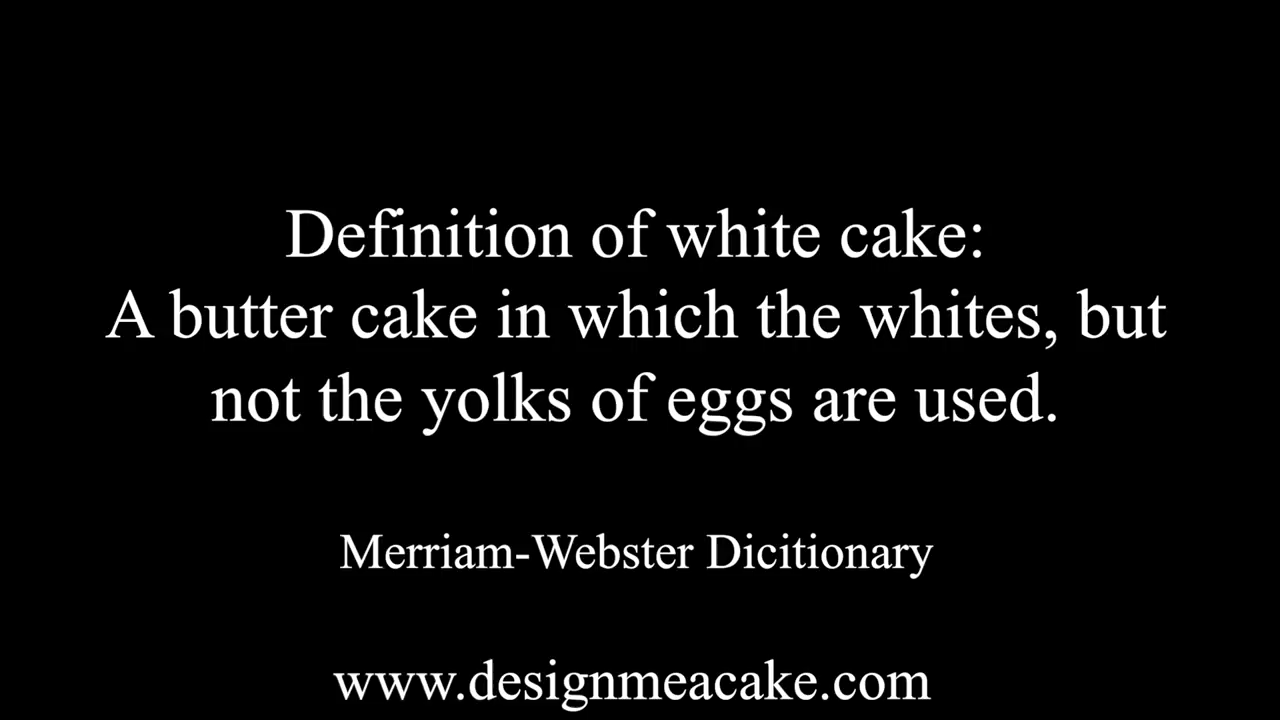 Definition of white cake:
A butter cake in which the whites, but
not the yolks of eggs are used.
Merriam-Webster Dicitionary
www.designmeacake.com